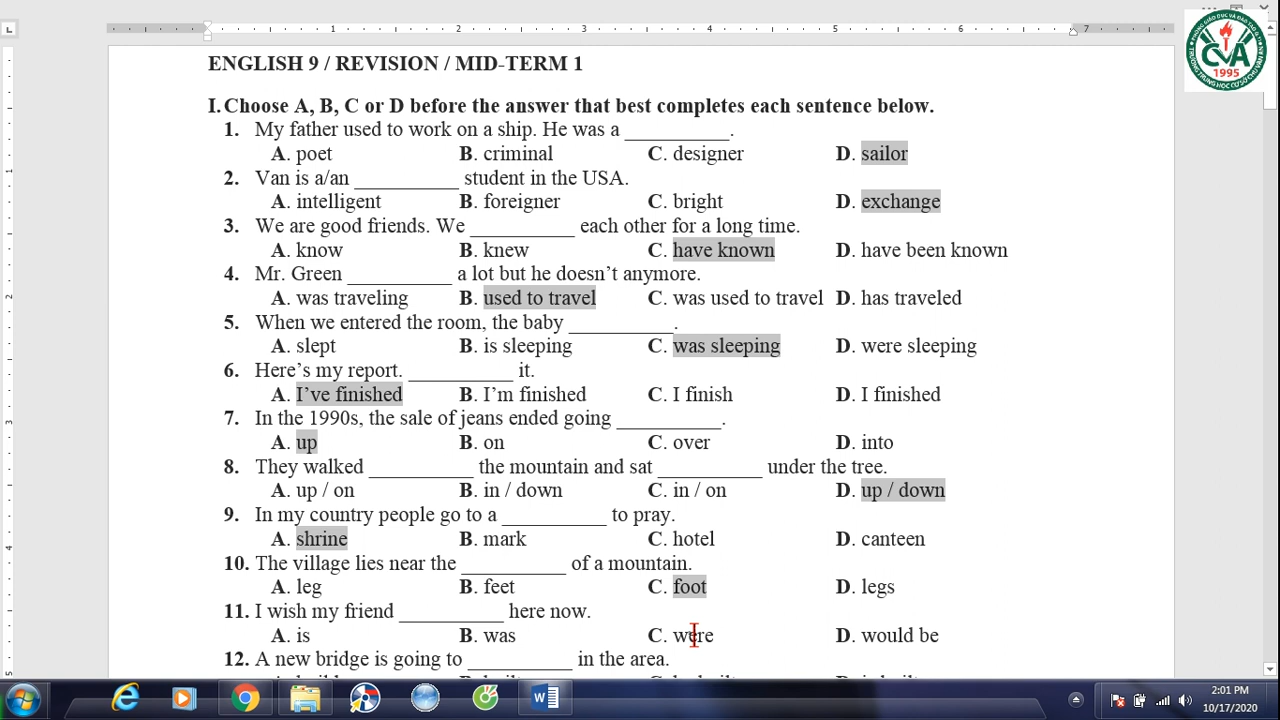 1 2 3 4 5 6 7
CVA
1995
ENGLISH 9 / REVISION / MID-TERM 1
I. Choose A, B, C or D before the answer that best completes each sentence below.
1. My father used to work on a ship. He was a __________.
A. poet B. criminal C. designer D. sailor
2. Van is a/an __________ student in the USA.
A. intelligent B. foreigner C. bright D. exchange
3. We are good friends. We __________ each other for a long time.
A. know B. knew C. have known D. have been known
4. Mr. Green __________ a lot but he doesn’t anymore.
A. was traveling B. used to travel C. was used to travel D. has traveled
5. When we entered the room, the baby __________.
A. slept B. is sleeping C. was sleeping D. were sleeping
6. Here’s my report. __________ it.
A. I’ve finished B. I’m finished C. I finish D. I finished
7. In the 1990s, the sale of jeans ended going __________.
A. up B. on C. over D. into
8. They walked __________ the mountain and sat __________ under the tree.
A. up / on B. in / down C. in / on D. up / down
9. In my country people go to a __________ to pray.
A. shrine B. mark C. hotel D. canteen
10. The village lies near the __________ of a mountain.
A. leg B. feet C. foot D. legs
11. I wish my friend __________ here now.
A. is B. was C. were D. would be
12. A new bridge is going to __________ in the area.
2:01 PM
10/17/2020